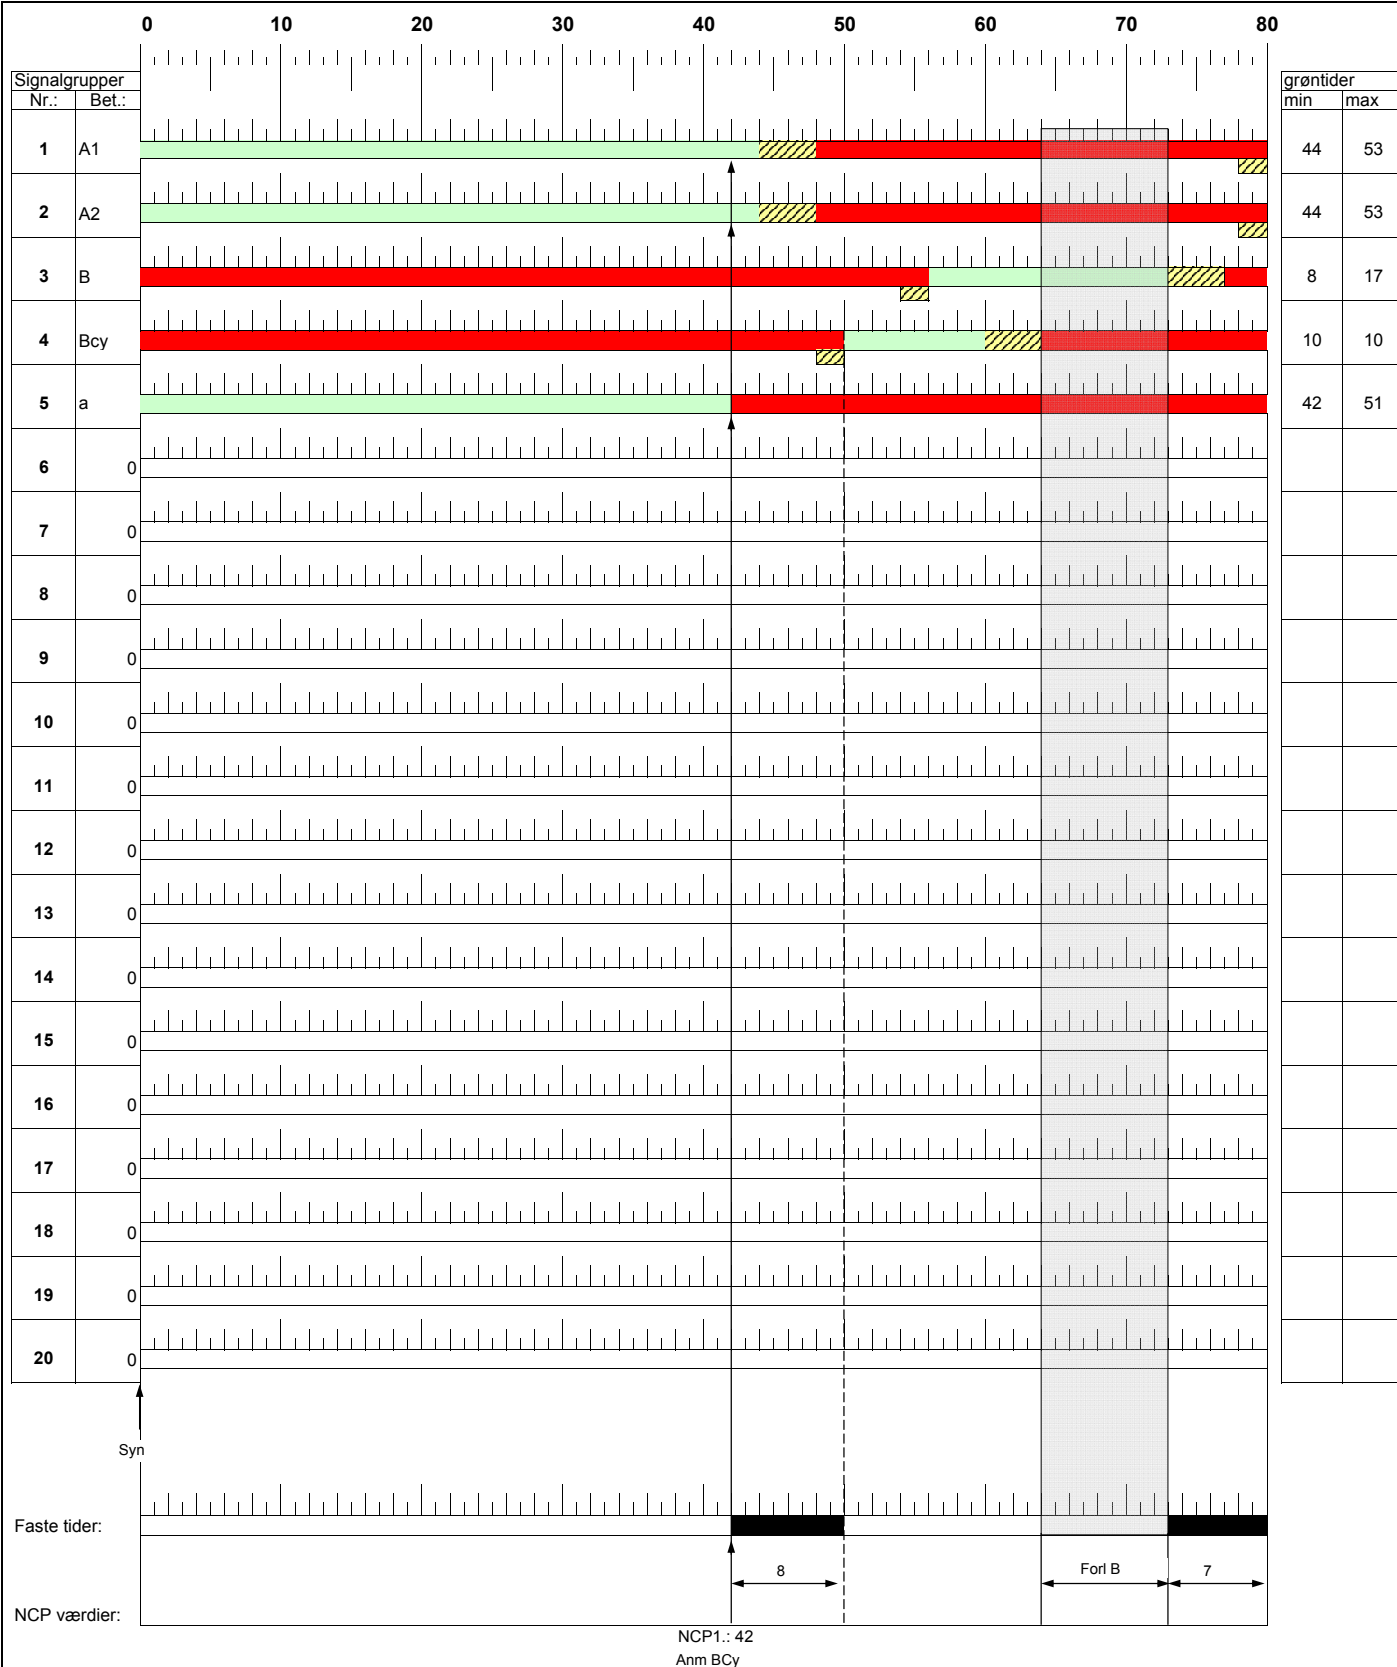 0 10 20 30 40 50 60 70 80
Signalgrupper grøntider
Nr.: Bet.: min max
1 A1 44 53
2 A2 44 53
3 B 8 17
4 Bcy 10 10
5 a 42 51
6 0
7 0
8 0
9 0
10 0
11 0
12 0
13 0
14 0
15 0
16 0
17 0
18 0
19 0
20 0
Syn
Faste tider:
8 Forl B 7
NCP værdier:
NCP1.: 42
Anm BCy